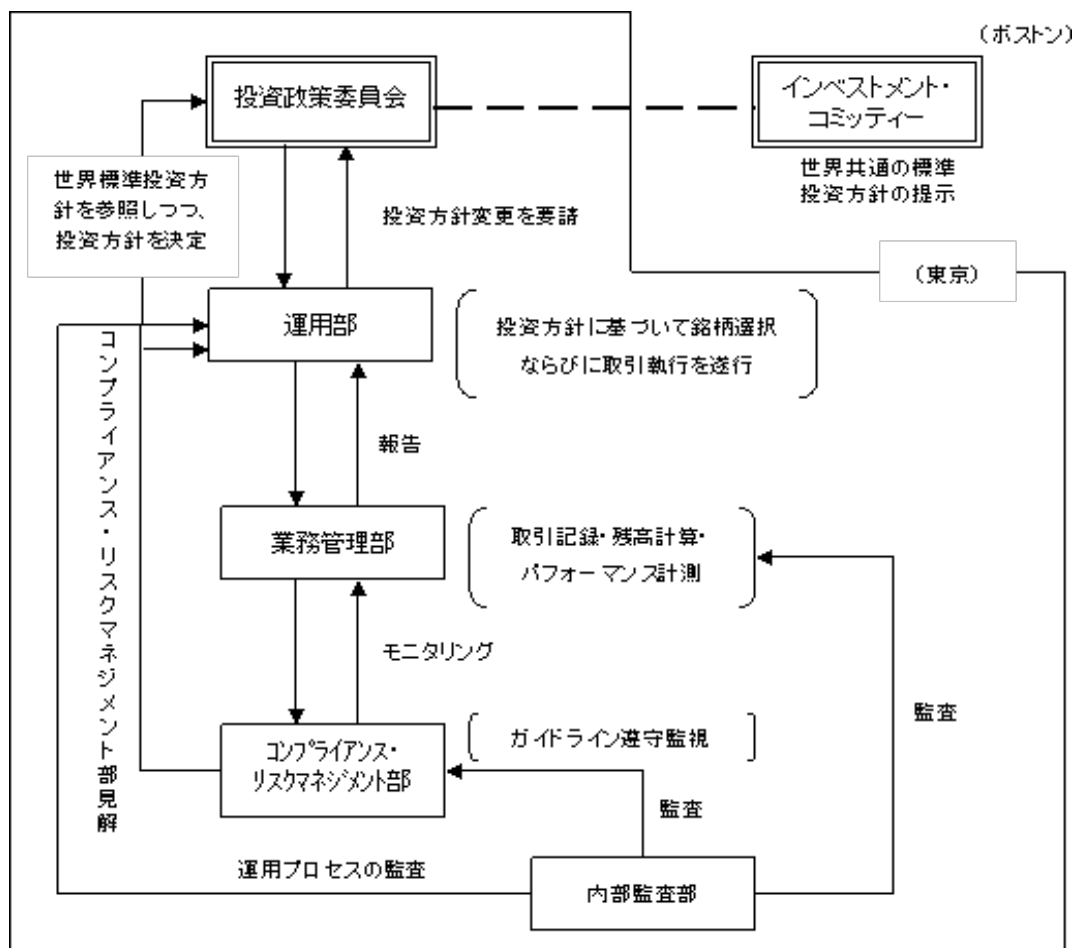 （ボストン）
投資政策委員会
インベストメント・
コミッティー
世界共通の標準
投資方針の提示
世界標準投資方
針を参照しつつ、
投資方針を決定
投資方針変更を要請
（東京）
運用部
投資方針に基づいて銘柄選択
ならびに取引執行を遂行
コンプライアンス・リスクマネジメント部見解
報告
業務管理部
取引記録・残高計算・
パフォーマンス計測
モニタリング
コンプライアンス・
リスクマネジメント部
ガイドライン遵守監視
監査
監査
運用プロセスの監査
内部監査部